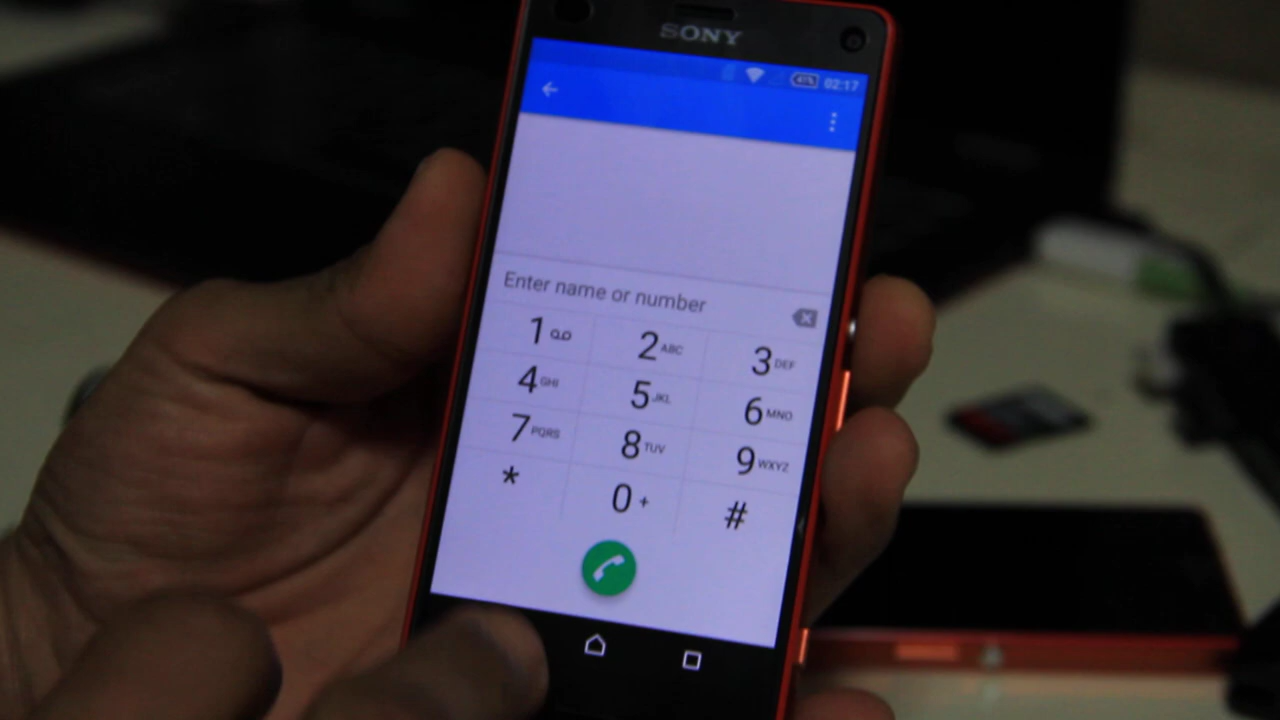 SONY
41% 02:17
Enter name or number
1 2 ABC 3 DEF
4 GHI 5 JKL 6 MNO
7 PQRS 8 TUV 9 WXYZ
* 0 + #